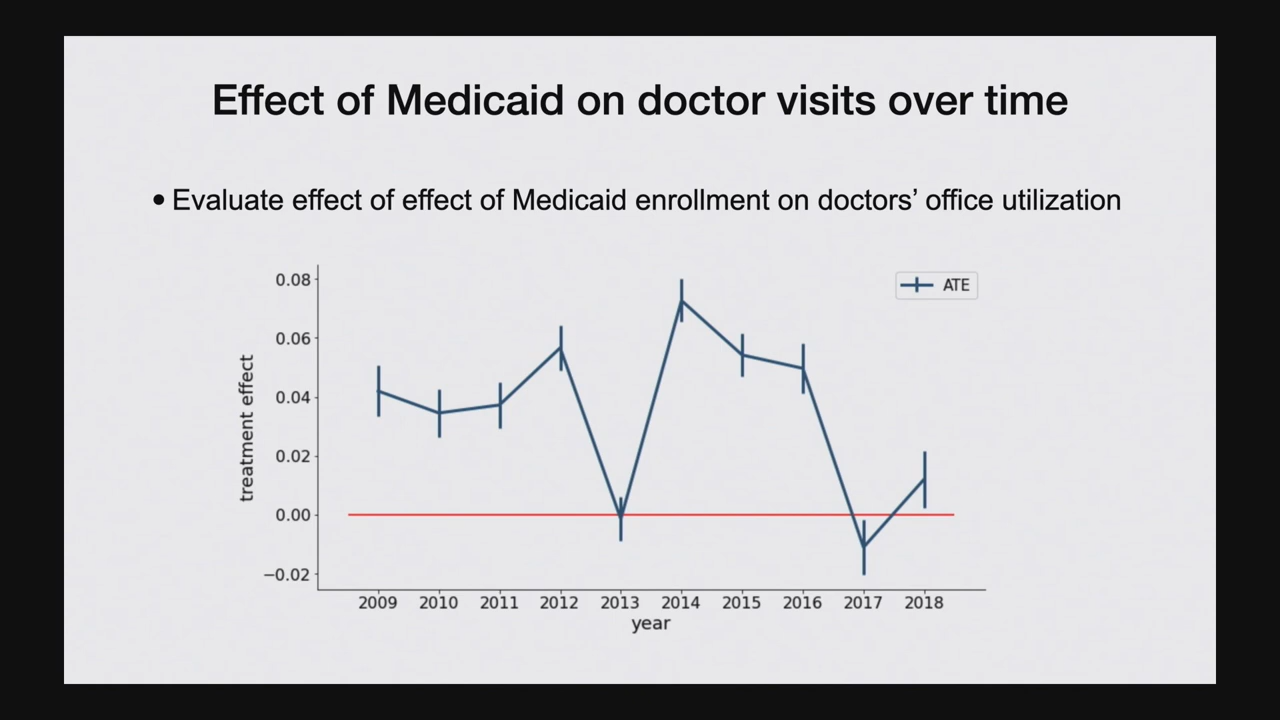 Effect of Medicaid on doctor visits over time
• Evaluate effect of effect of Medicaid enrollment on doctors’ office utilization
ATE
0.08
0.06
0.04
0.02
0.00
−0.02
treatment effect
2009 2010 2011 2012 2013 2014 2015 2016 2017 2018
year